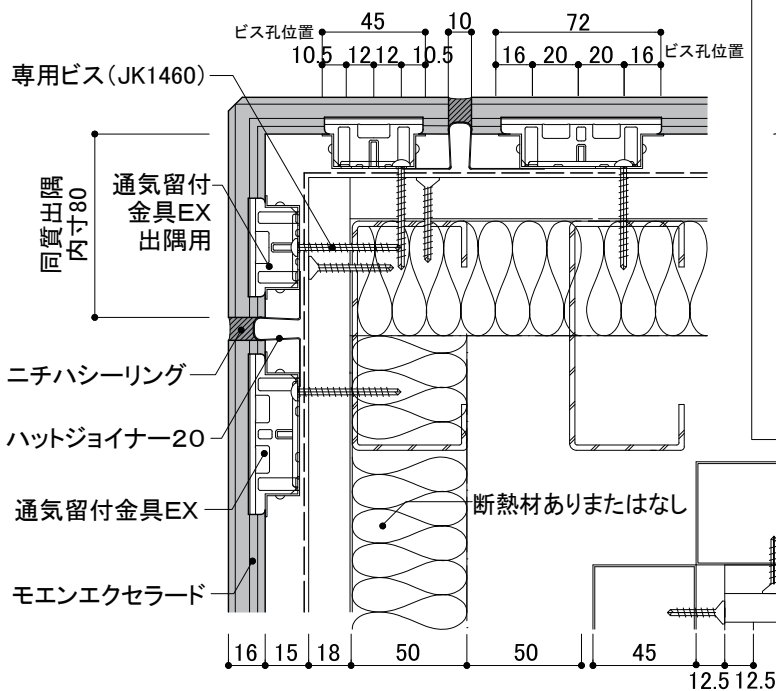 45
10
72
ビス孔位置
10.5
12
12
10.5
16
20
20
16
ビス孔位置
専用ビス（JK1460）
同質出隅
内寸80
通気留付
金具EX
出隅用
ニチハシーリング
ハットジョイナー20
通気留付金具EX
断熱材ありまたはなし
モエンエクセラード
16
15
18
50
50
45
12.5
12.5